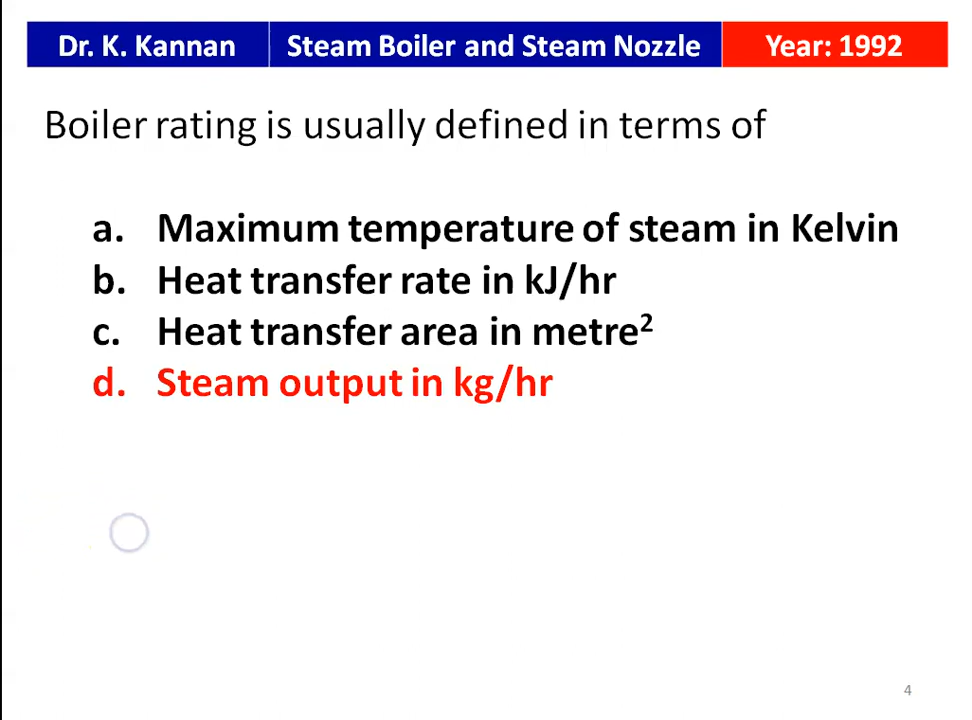 Dr. K. Kannan Steam Boiler and Steam Nozzle Year: 1992
Boiler rating is usually defined in terms of
a. Maximum temperature of steam in Kelvin
b. Heat transfer rate in kJ/hr
c. Heat transfer area in metre²
d. Steam output in kg/hr
4